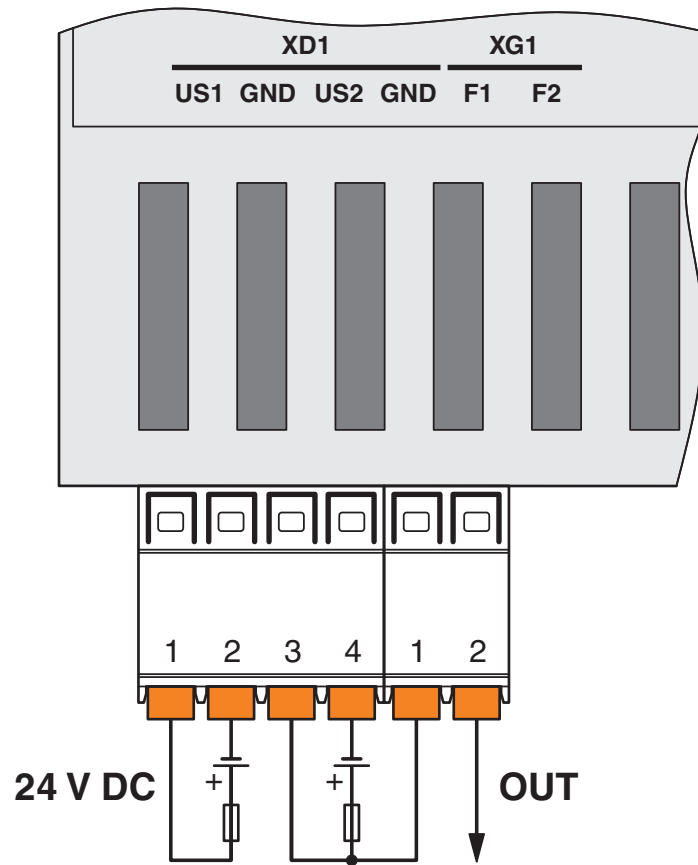 XD1 XG1
US1 GND US2 GND F1 F2
1 2 3 4 1 2
+ +
24 V DC OUT